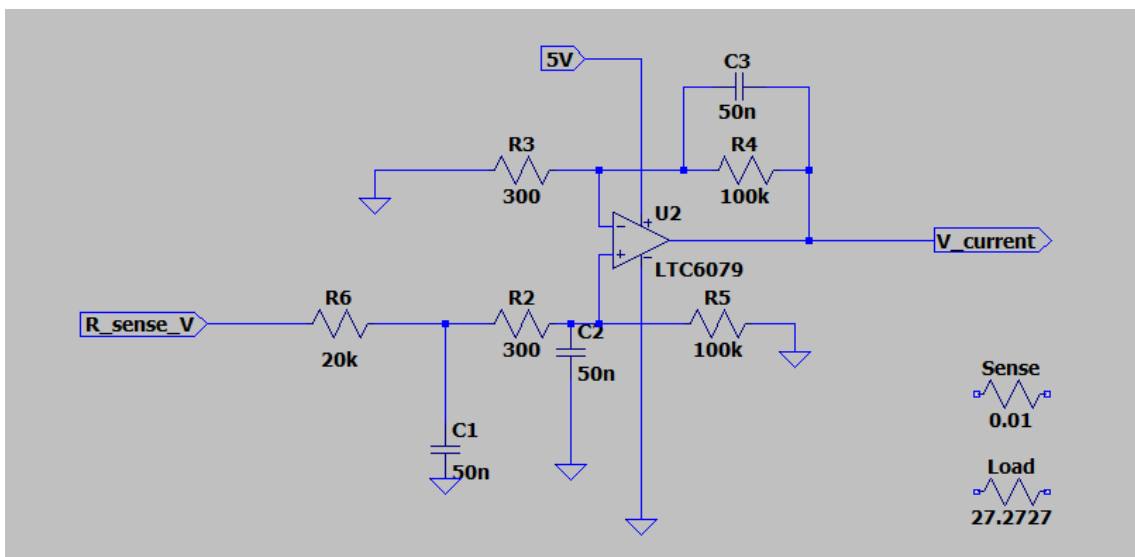 5V
C3
50n
R3
300
R4
100k
U2
V_current
LTC6079
R_sense_V
R6
20k
R2
300
C2
50n
R5
100k
C1
50n
Sense
0.01
Load
27.2727